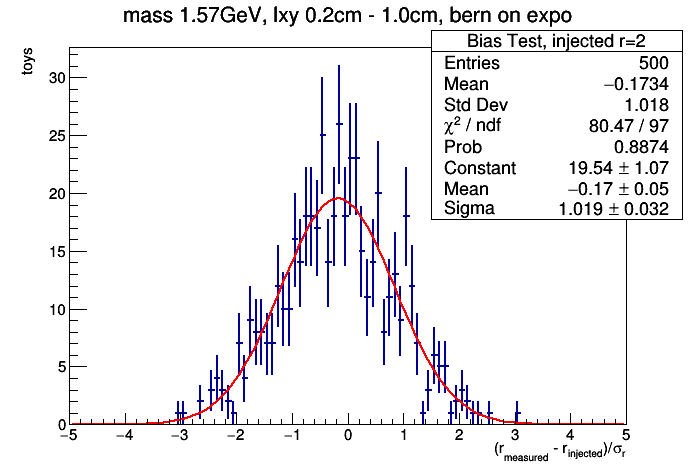 mass 1.57GeV, lxy 0.2cm - 1.0cm, bern on expo
Bias Test, injected r=2
Entries 500
Mean −0.1734
Std Dev 1.018
χ² / ndf 80.47 / 97
Prob 0.8874
Constant 19.54 ± 1.07
Mean −0.17 ± 0.05
Sigma 1.019 ± 0.032
toys
30
25
20
15
10
5
0
−5 −4 −3 −2 −1 0 1 2 3 4 5
(r_measured - r_injected)/σ_r